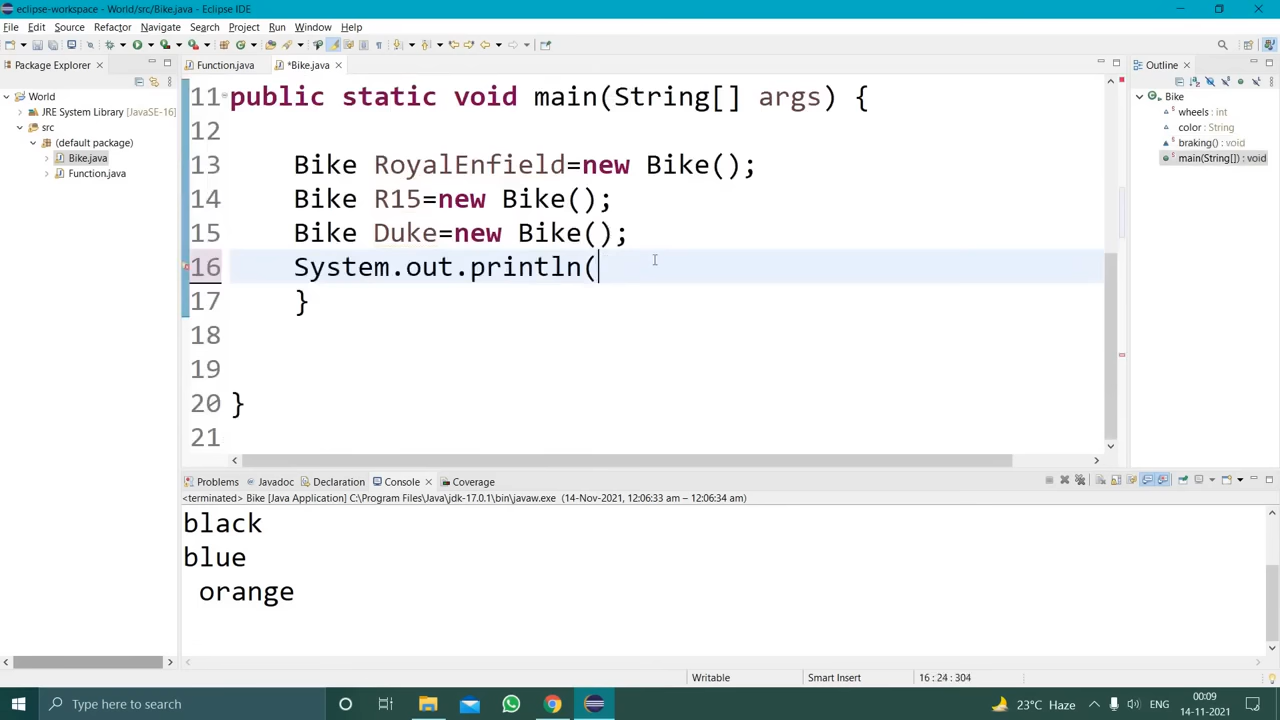 eclipse-workspace - World/src/Bike.java - Eclipse IDE
File Edit Source Refactor Navigate Search Project Run Window Help
Package Explorer
World
JRE System Library [JavaSE-16]
src
(default package)
Bike.java
Function.java
Function.java *Bike.java
11 public static void main(String[] args) {
12
13 Bike RoyalEnfield=new Bike();
14 Bike R15=new Bike();
15 Bike Duke=new Bike();
16 System.out.println(
17 }
18
19
20 }
21
Outline
Bike
wheels : int
color : String
braking() : void
main(String[]) : void
Problems Javadoc Declaration Console Coverage
<terminated> Bike [Java Application] C:\Program Files\Java\jdk-17.0.1\bin\javaw.exe (14-Nov-2021, 12:06:33 am – 12:06:34 am)
black
blue
orange
Writable Smart Insert 16 : 24 : 304
Type here to search
23°C Haze
00:09
14-11-2021